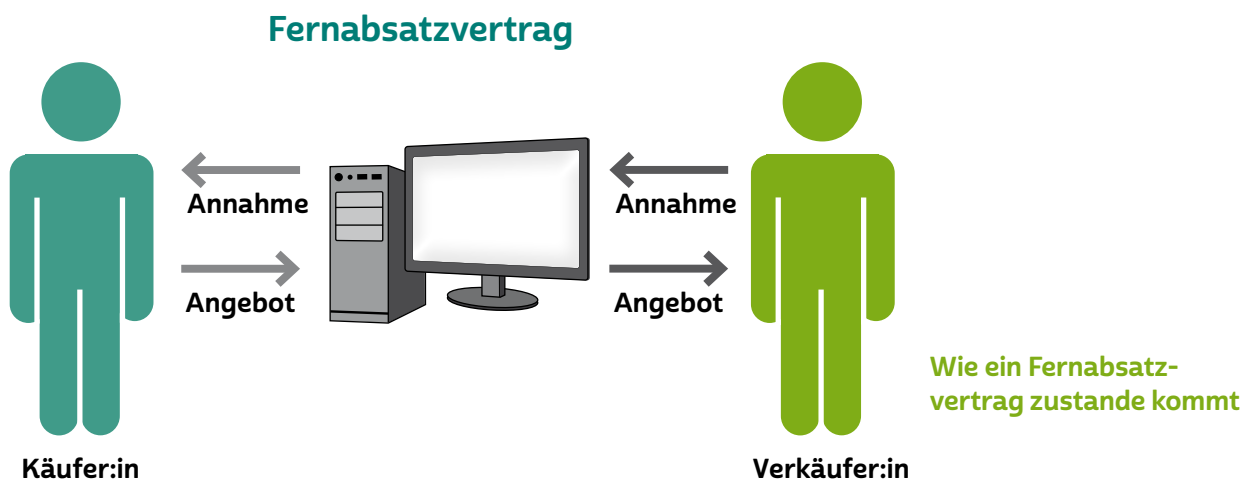 Fernabsatzvertrag
Annahme
Annahme
Angebot
Angebot
Wie ein Fernabsatz-
vertrag zustande kommt
Käufer:in
Verkäufer:in